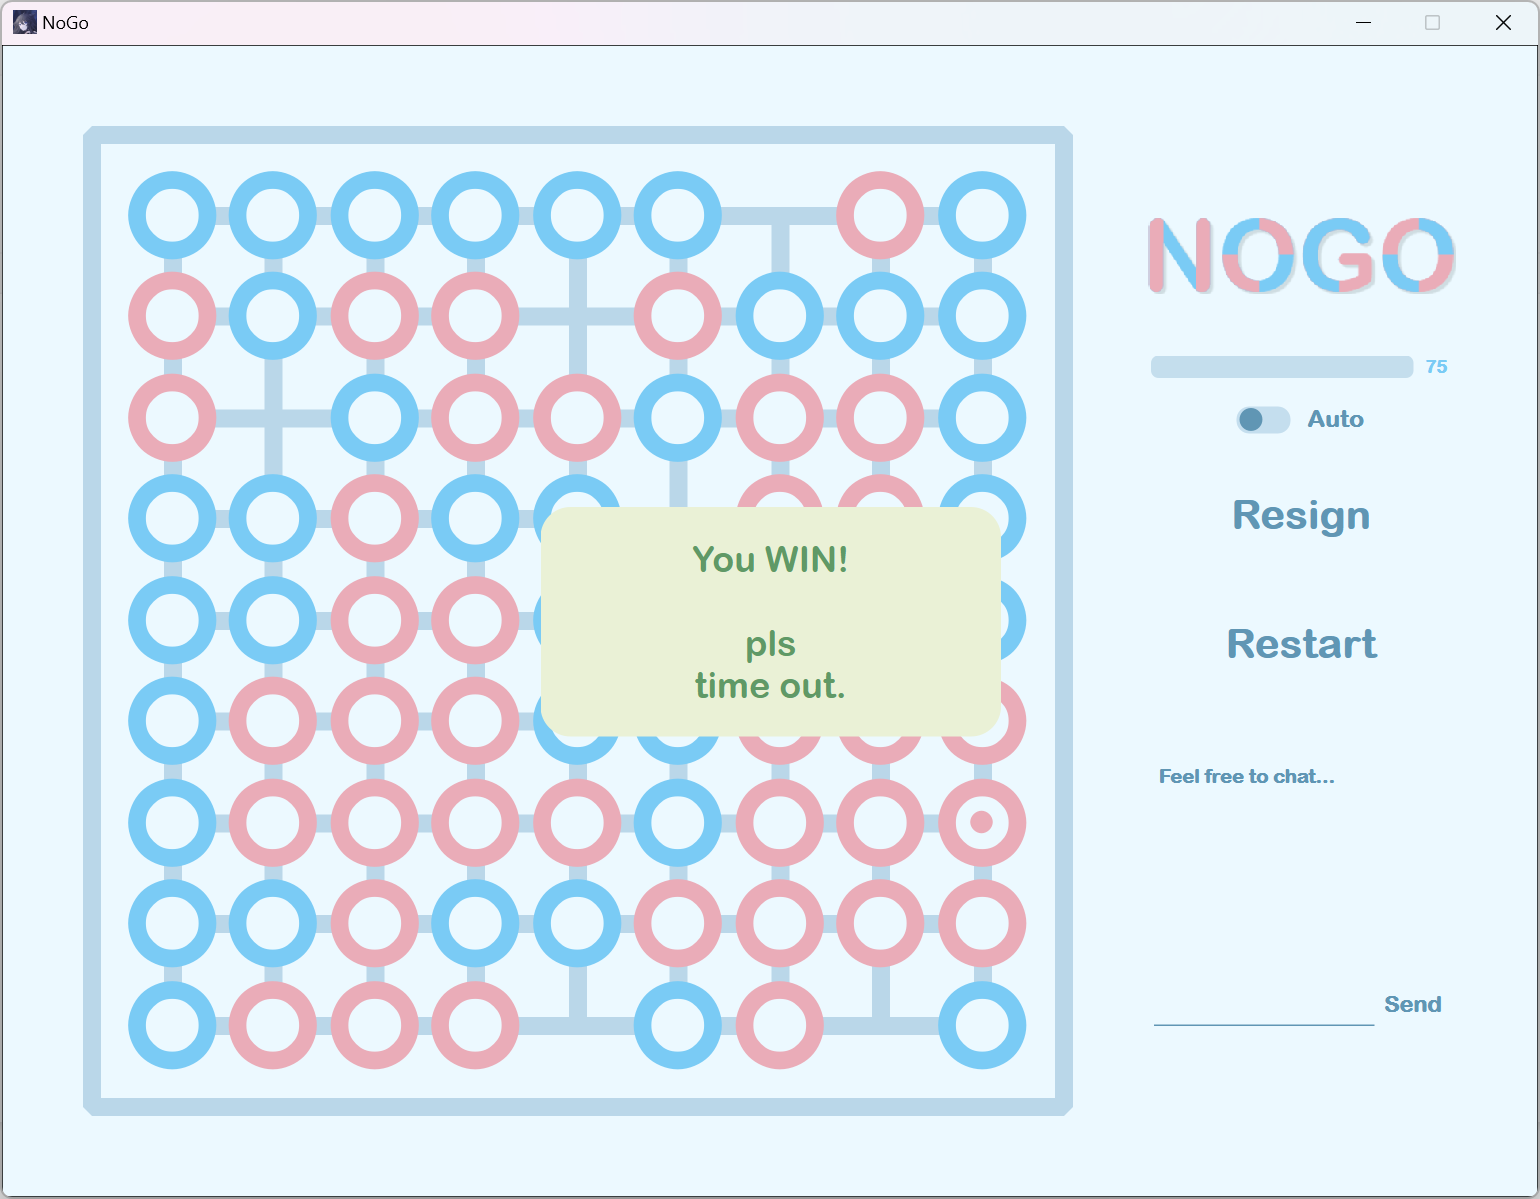 NoGo
NOGO
75
Auto
Resign
You WIN!
pls
time out.
Restart
Feel free to chat...
Send